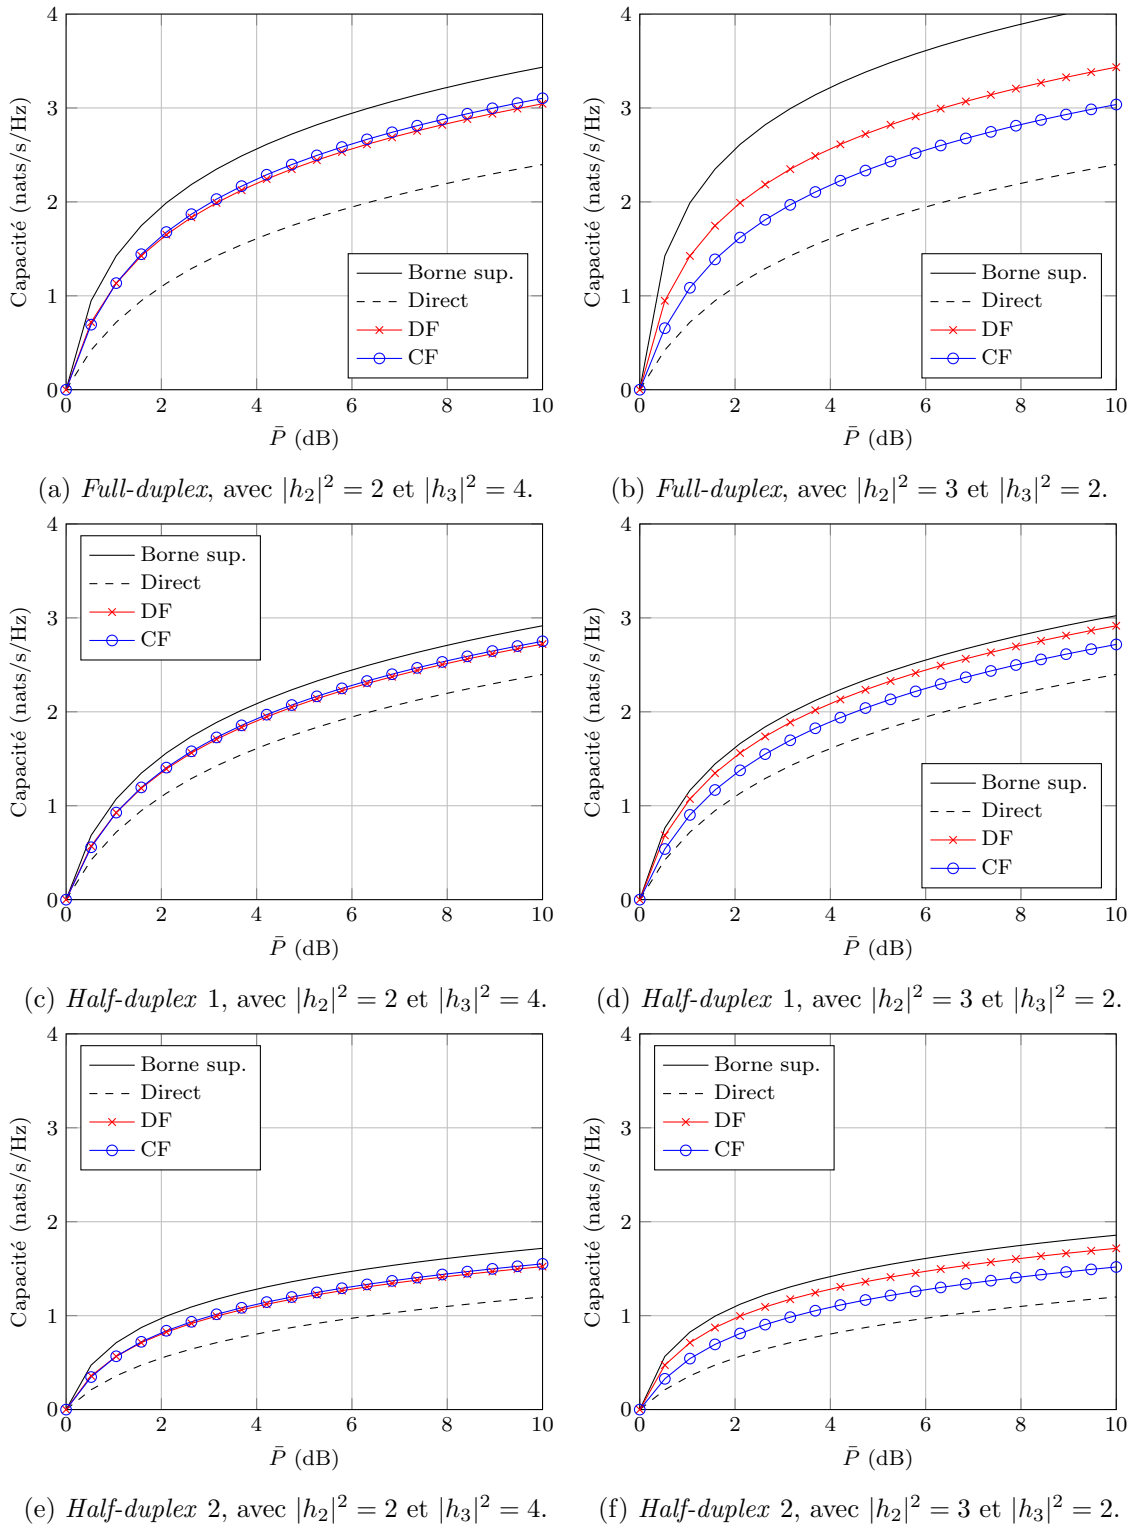 4
3
2
1
0
0 2 4 6 8 10
Capacité (nats/s/Hz)
P̄ (dB)
Borne sup.
Direct
DF
CF
(a) Full-duplex, avec |h₂|² = 2 et |h₃|² = 4.
4
3
2
1
0
0 2 4 6 8 10
Capacité (nats/s/Hz)
P̄ (dB)
Borne sup.
Direct
DF
CF
(b) Full-duplex, avec |h₂|² = 3 et |h₃|² = 2.
4
3
2
1
0
0 2 4 6 8 10
Capacité (nats/s/Hz)
P̄ (dB)
Borne sup.
Direct
DF
CF
(c) Half-duplex 1, avec |h₂|² = 2 et |h₃|² = 4.
4
3
2
1
0
0 2 4 6 8 10
Capacité (nats/s/Hz)
P̄ (dB)
Borne sup.
Direct
DF
CF
(d) Half-duplex 1, avec |h₂|² = 3 et |h₃|² = 2.
4
3
2
1
0
0 2 4 6 8 10
Capacité (nats/s/Hz)
P̄ (dB)
Borne sup.
Direct
DF
CF
(e) Half-duplex 2, avec |h₂|² = 2 et |h₃|² = 4.
4
3
2
1
0
0 2 4 6 8 10
Capacité (nats/s/Hz)
P̄ (dB)
Borne sup.
Direct
DF
CF
(f) Half-duplex 2, avec |h₂|² = 3 et |h₃|² = 2.